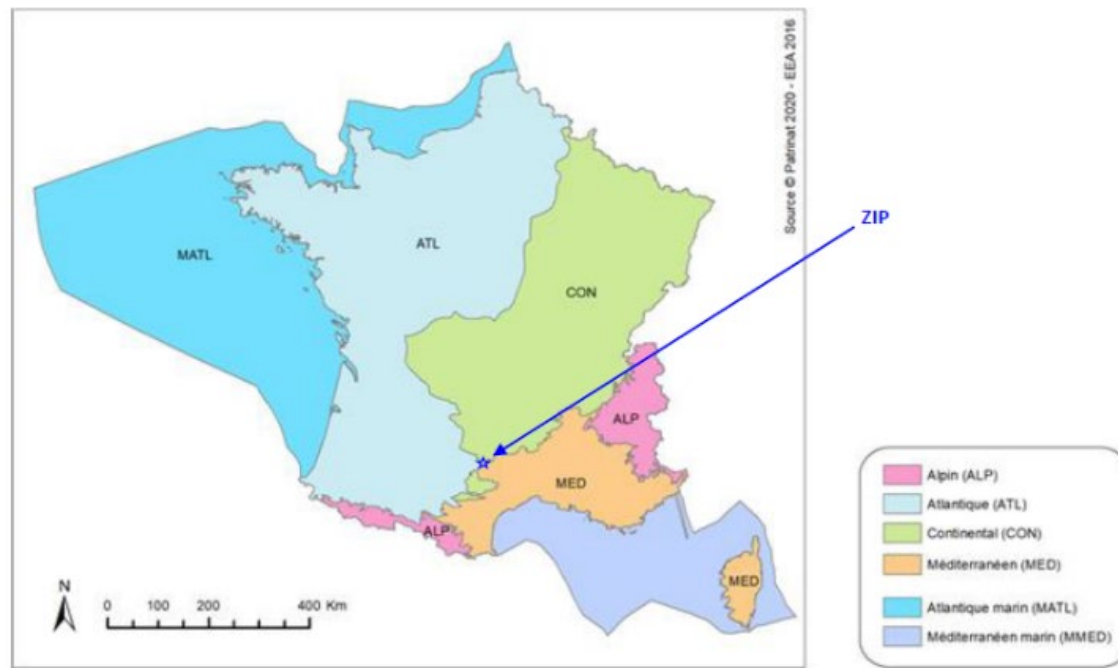 Source © Patrinat 2020 - EEA 2016
ZIP
MATL
ATL
CON
ALP
MED
ALP
MED
N
0 100 200 400 Km
Alpin (ALP)
Atlantique (ATL)
Continental (CON)
Méditerranéen (MED)
Atlantique marin (MATL)
Méditerranéen marin (MMED)